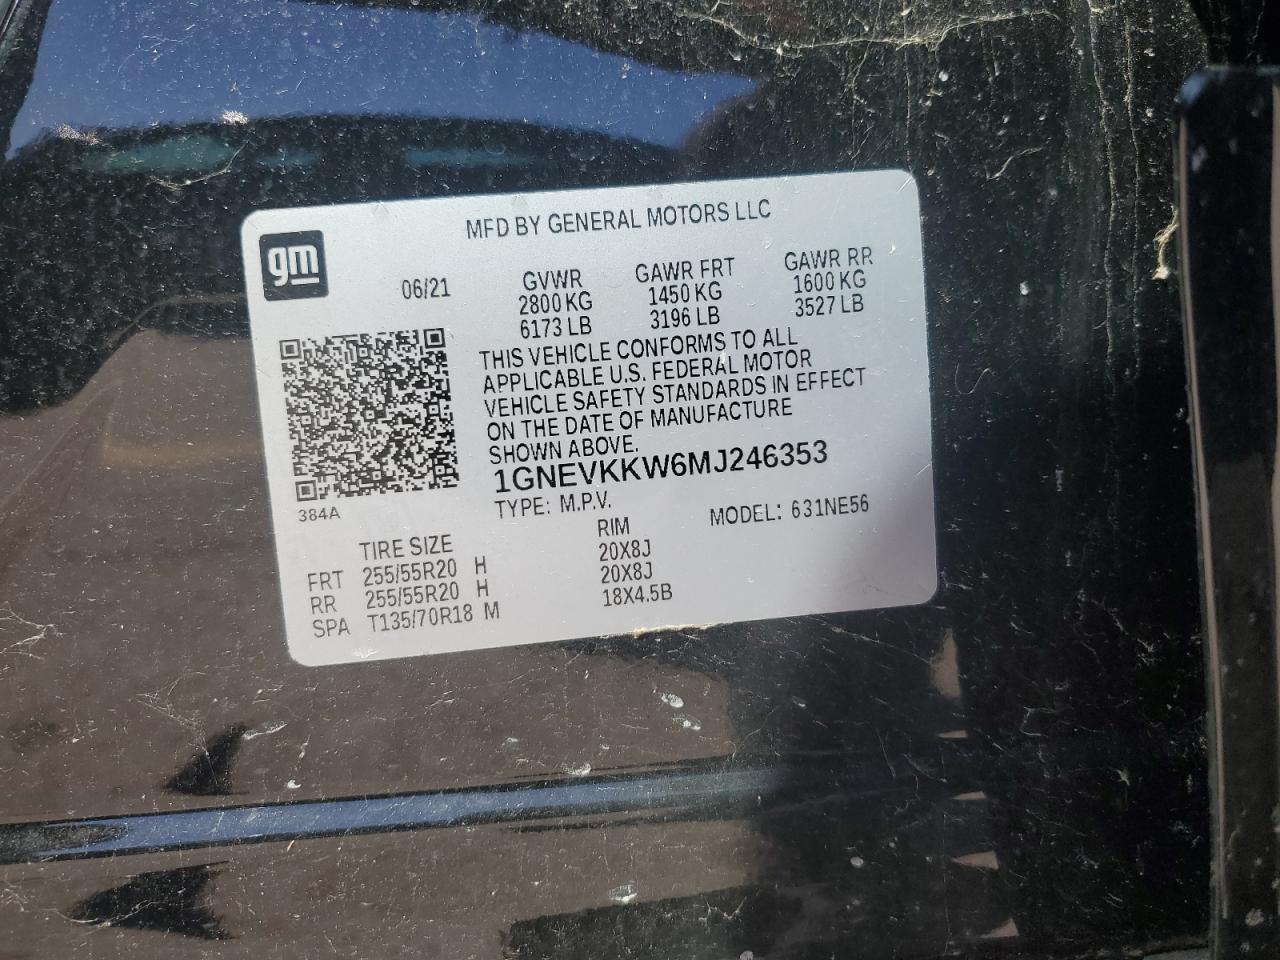 MFD BY GENERAL MOTORS LLC
gm
06/21 GVWR GAWR FRT GAWR RR
2800 KG 1450 KG 1600 KG
6173 LB 3196 LB 3527 LB
THIS VEHICLE CONFORMS TO ALL
APPLICABLE U.S. FEDERAL MOTOR
VEHICLE SAFETY STANDARDS IN EFFECT
ON THE DATE OF MANUFACTURE
SHOWN ABOVE.
1GNEVKKW6MJ246353
384A
TYPE: M.P.V. MODEL: 631NE56
TIRE SIZE RIM
FRT 255/55R20 H 20X8J
RR 255/55R20 H 20X8J
SPA T135/70R18 M 18X4.5B